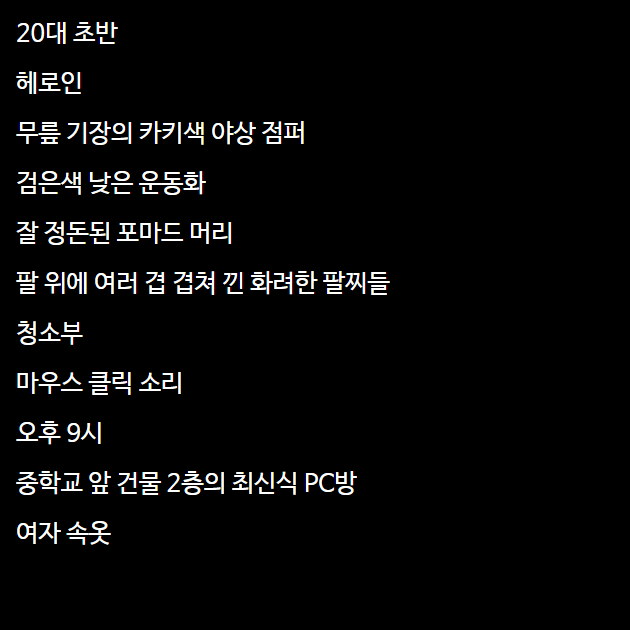 20대 초반
헤로인
무릎 기장의 카키색 야상 점퍼
검은색 낮은 운동화
잘 정돈된 포마드 머리
팔 위에 여러 겹 겹쳐 낀 화려한 팔찌들
청소부
마우스 클릭 소리
오후 9시
중학교 앞 건물 2층의 최신식 PC방
여자 속옷